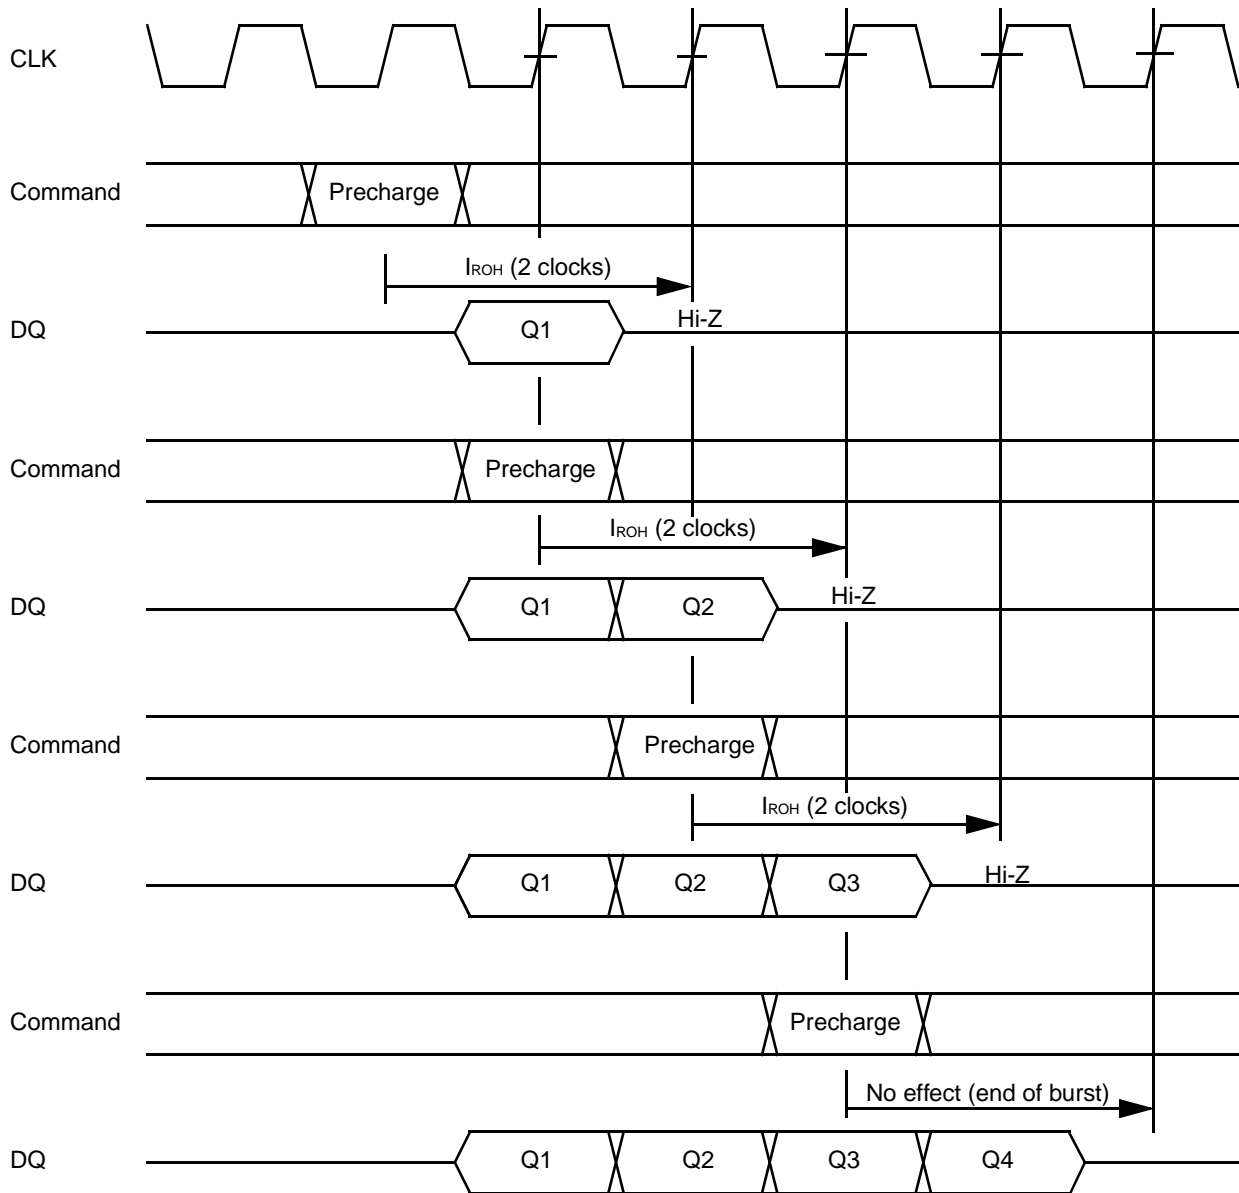 CLK
Command Precharge
IROH (2 clocks)
DQ Q1 Hi-Z
Command Precharge
IROH (2 clocks)
DQ Q1 Q2 Hi-Z
Command Precharge
IROH (2 clocks)
DQ Q1 Q2 Q3 Hi-Z
Command Precharge
No effect (end of burst)
DQ Q1 Q2 Q3 Q4